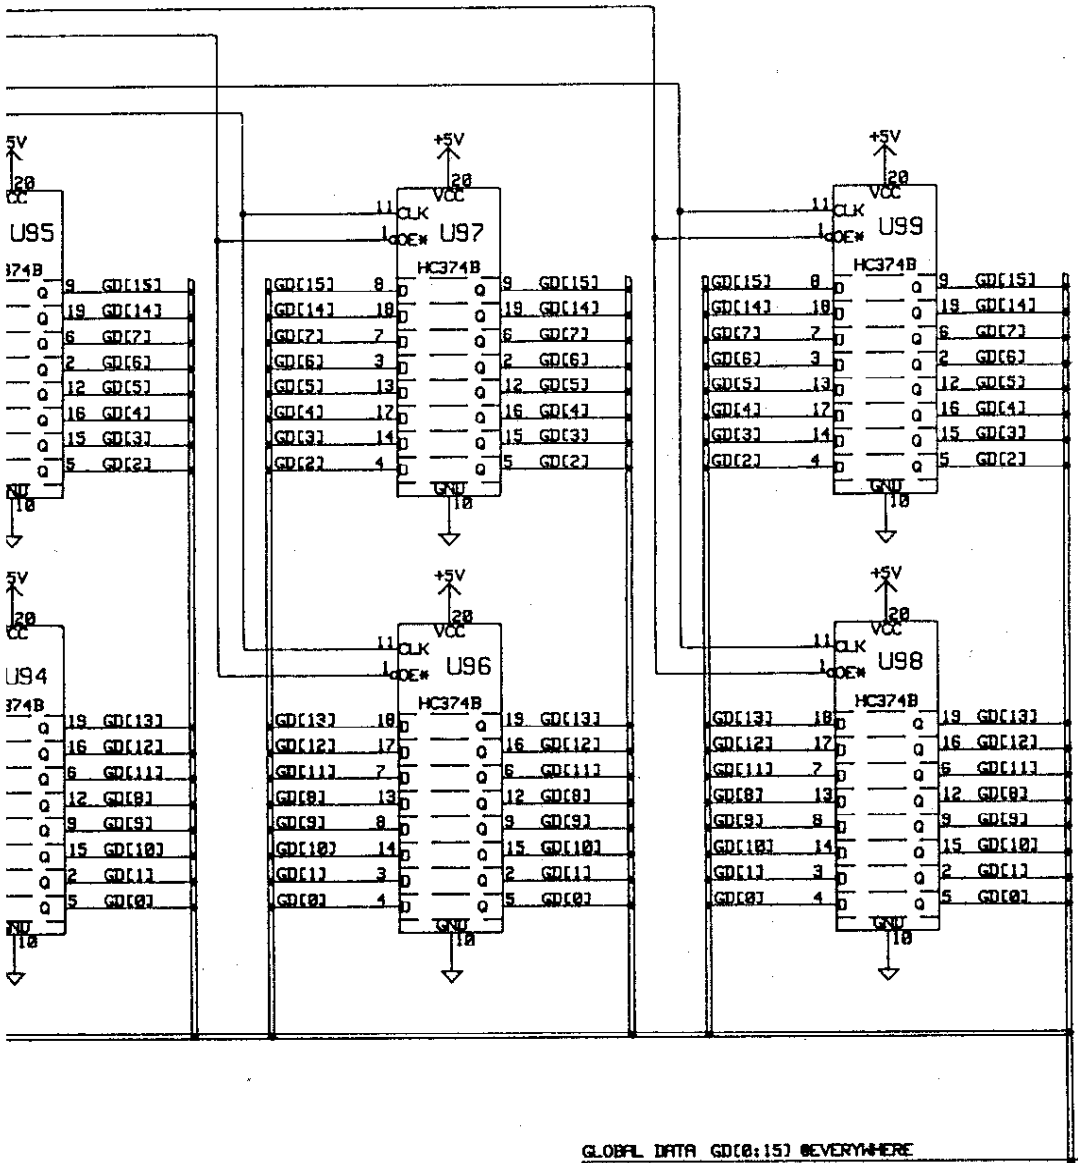 5V
20
VCC
U95
374B
Q 9 GD[15]
Q 19 GD[14]
Q 6 GD[7]
Q 2 GD[6]
Q 12 GD[5]
Q 16 GD[4]
Q 15 GD[3]
Q 5 GD[2]
GND
10
+5V
20
VCC
11 CLK
1 OE*
U97
HC374B
GD[15] 8 D Q 9 GD[15]
GD[14] 18 D Q 19 GD[14]
GD[7] 7 D Q 6 GD[7]
GD[6] 3 D Q 2 GD[6]
GD[5] 13 D Q 12 GD[5]
GD[4] 17 D Q 16 GD[4]
GD[3] 14 D Q 15 GD[3]
GD[2] 4 D Q 5 GD[2]
GND
10
+5V
20
VCC
11 CLK
1 OE*
U99
HC374B
GD[15] 8 D Q 9 GD[15]
GD[14] 18 D Q 19 GD[14]
GD[7] 7 D Q 6 GD[7]
GD[6] 3 D Q 2 GD[6]
GD[5] 13 D Q 12 GD[5]
GD[4] 17 D Q 16 GD[4]
GD[3] 14 D Q 15 GD[3]
GD[2] 4 D Q 5 GD[2]
GND
10
5V
20
VCC
U94
374B
Q 19 GD[13]
Q 16 GD[12]
Q 6 GD[11]
Q 12 GD[8]
Q 9 GD[9]
Q 15 GD[10]
Q 2 GD[1]
Q 5 GD[0]
GND
10
+5V
20
VCC
11 CLK
1 OE*
U96
HC374B
GD[13] 18 D Q 19 GD[13]
GD[12] 17 D Q 16 GD[12]
GD[11] 7 D Q 6 GD[11]
GD[8] 13 D Q 12 GD[8]
GD[9] 8 D Q 9 GD[9]
GD[10] 14 D Q 15 GD[10]
GD[1] 3 D Q 2 GD[1]
GD[0] 4 D Q 5 GD[0]
GND
10
+5V
20
VCC
11 CLK
1 OE*
U98
HC374B
GD[13] 18 D Q 19 GD[13]
GD[12] 17 D Q 16 GD[12]
GD[11] 7 D Q 6 GD[11]
GD[8] 13 D Q 12 GD[8]
GD[9] 8 D Q 9 GD[9]
GD[10] 14 D Q 15 GD[10]
GD[1] 3 D Q 2 GD[1]
GD[0] 4 D Q 5 GD[0]
GND
10
GLOBAL DATA GD[0:15] @EVERYWHERE